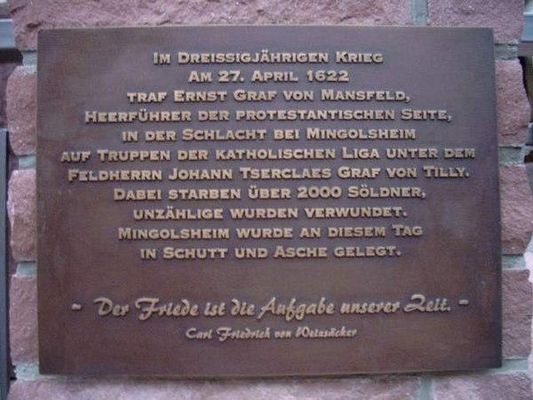 Im Dreissigjährigen Krieg
Am 27. April 1622
traf Ernst Graf von Mansfeld,
Heerführer der protestantischen Seite,
in der Schlacht bei Mingolsheim
auf Truppen der katholischen Liga unter dem
Feldherrn Johann Tserclaes Graf von Tilly.
Dabei starben über 2000 Söldner,
unzählige wurden verwundet.
Mingolsheim wurde an diesem Tag
in Schutt und Asche gelegt.
- Der Friede ist die Aufgabe unserer Zeit. -
Carl Friedrich von Weizsäcker